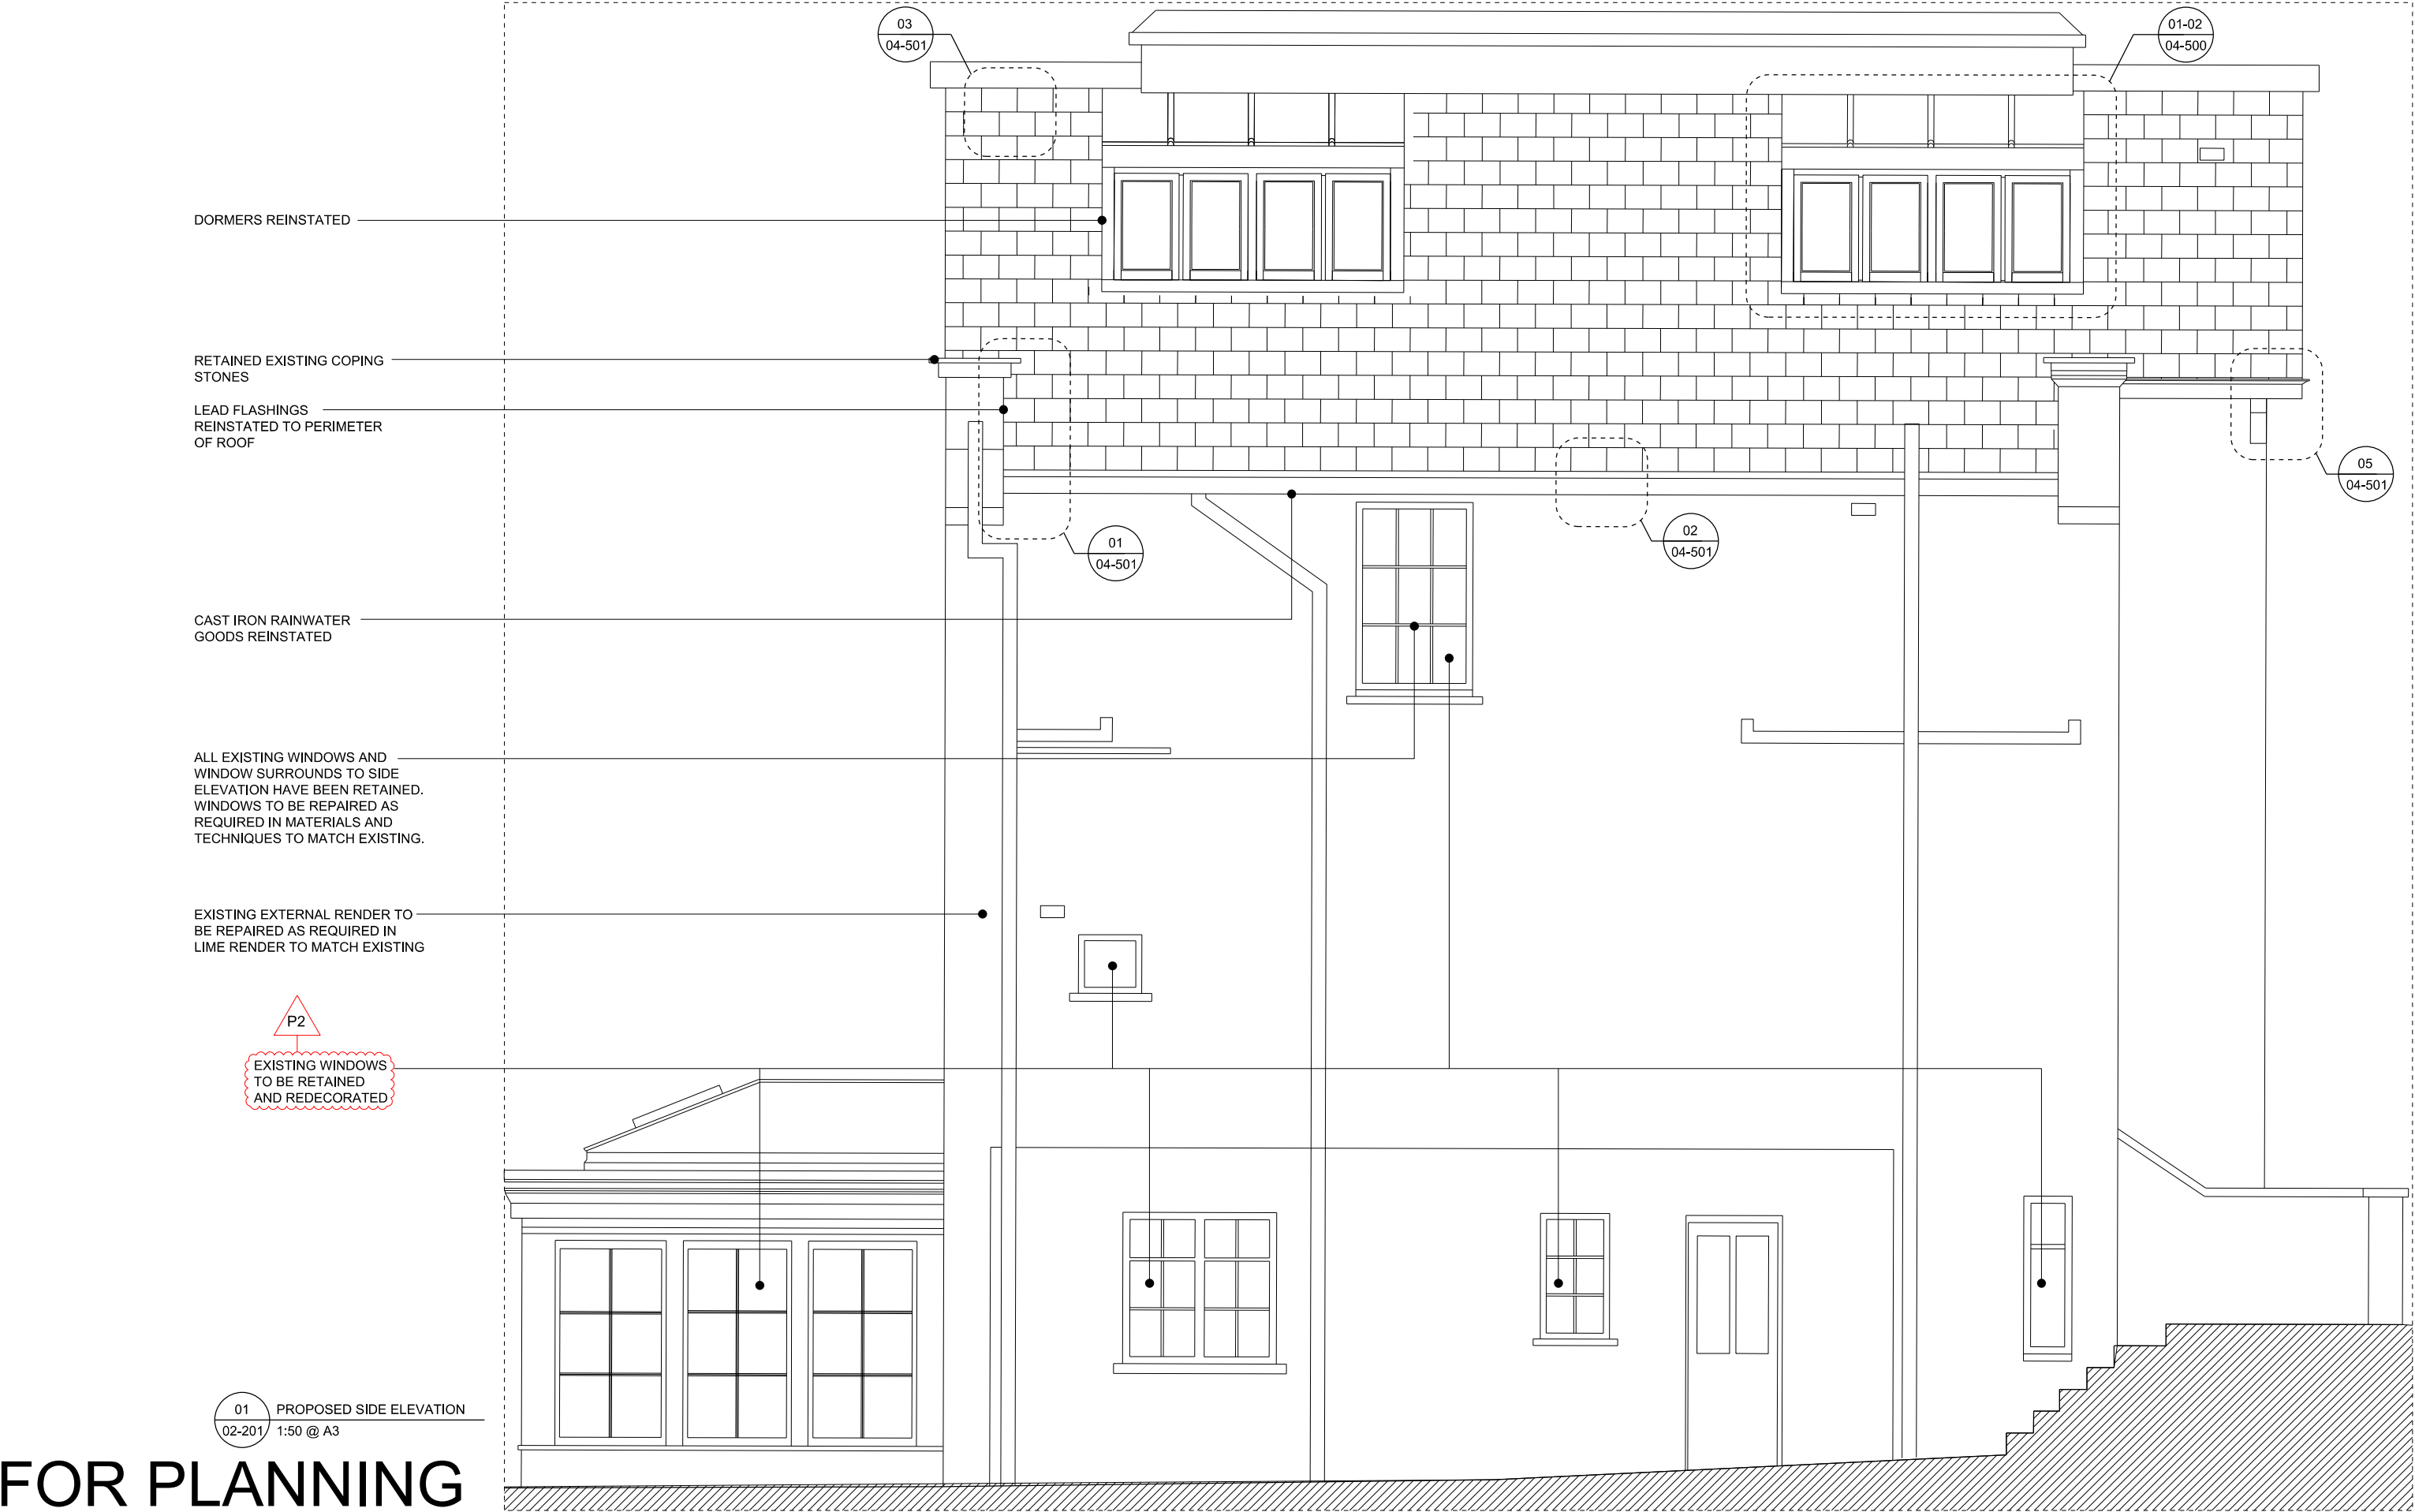 03
04-501
01-02
04-500
DORMERS REINSTATED
RETAINED EXISTING COPING
STONES
LEAD FLASHINGS
REINSTATED TO PERIMETER
OF ROOF
05
04-501
01
04-501
02
04-501
CAST IRON RAINWATER
GOODS REINSTATED
ALL EXISTING WINDOWS AND
WINDOW SURROUNDS TO SIDE
ELEVATION HAVE BEEN RETAINED.
WINDOWS TO BE REPAIRED AS
REQUIRED IN MATERIALS AND
TECHNIQUES TO MATCH EXISTING.
EXISTING EXTERNAL RENDER TO
BE REPAIRED AS REQUIRED IN
LIME RENDER TO MATCH EXISTING
P2
EXISTING WINDOWS
TO BE RETAINED
AND REDECORATED
01
02-201
PROPOSED SIDE ELEVATION
1:50 @ A3
FOR PLANNING